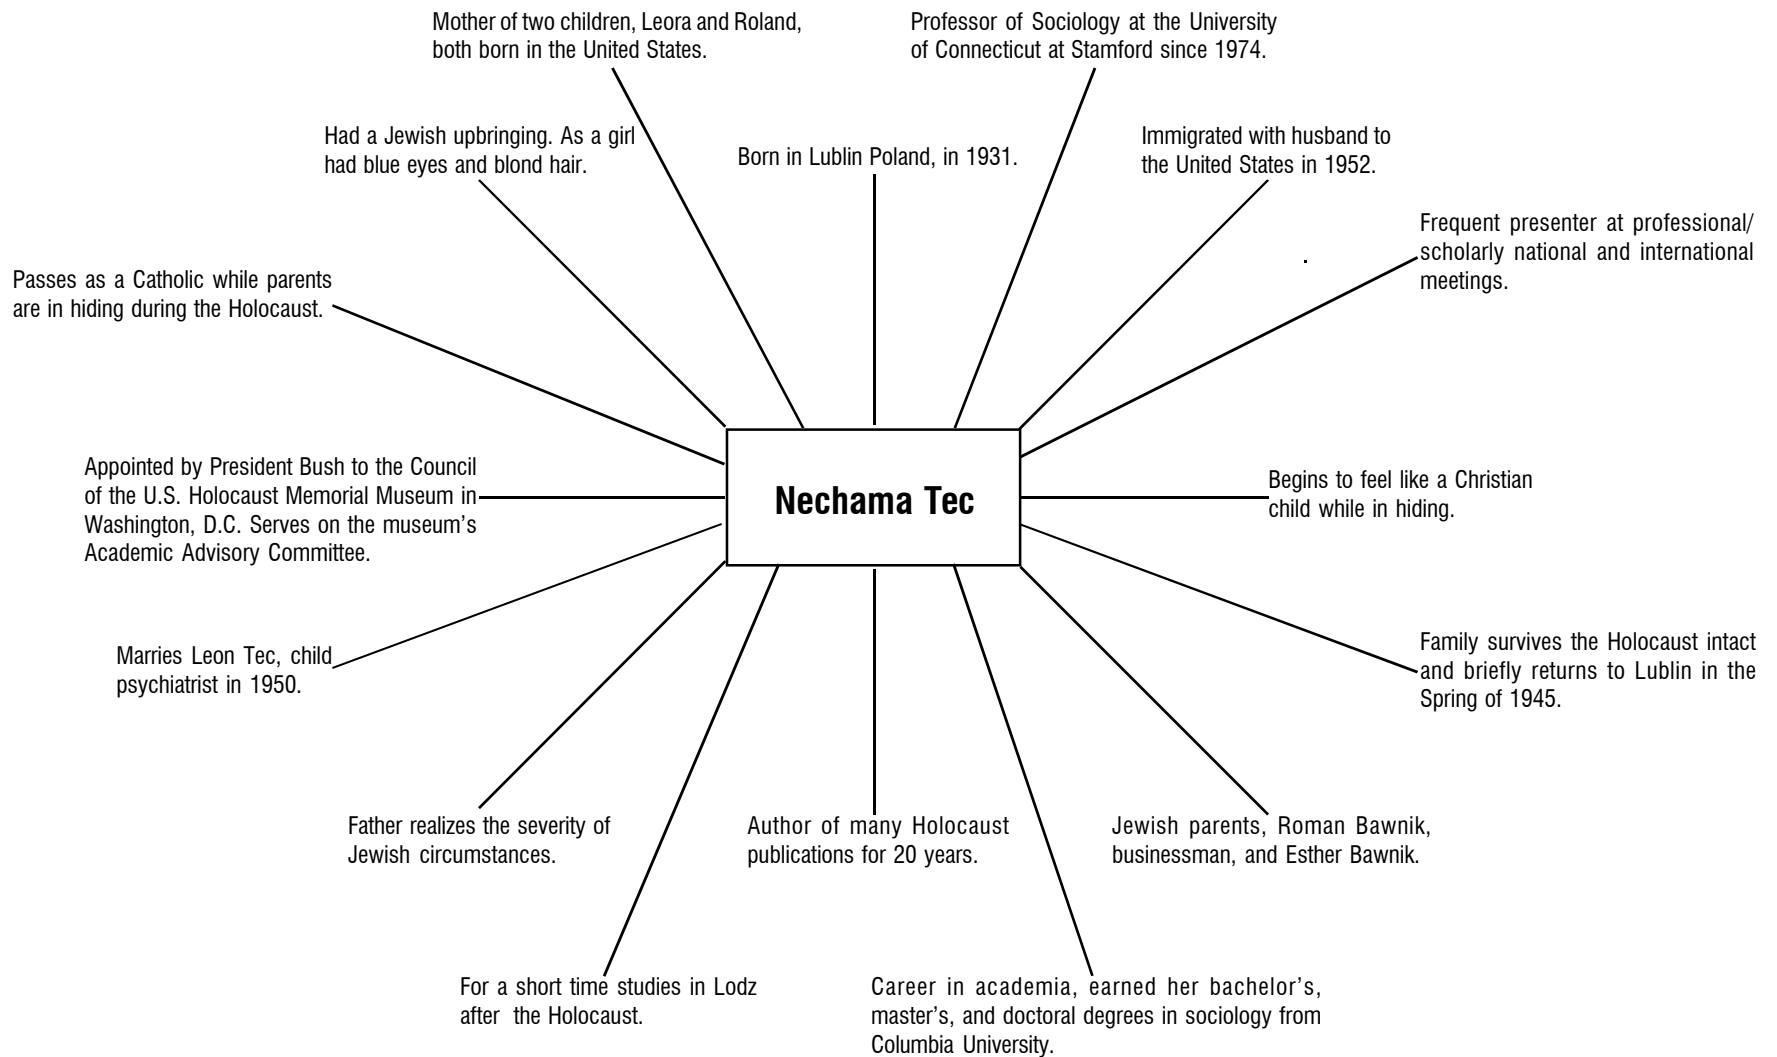 Mother of two children, Leora and Roland,
both born in the United States.
Professor of Sociology at the University
of Connecticut at Stamford since 1974.
Had a Jewish upbringing. As a girl
had blue eyes and blond hair.
Born in Lublin Poland, in 1931.
Immigrated with husband to
the United States in 1952.
Frequent presenter at professional/
scholarly national and international
meetings.
Passes as a Catholic while parents
are in hiding during the Holocaust.
Appointed by President Bush to the Council
of the U.S. Holocaust Memorial Museum in
Washington, D.C. Serves on the museum's
Academic Advisory Committee.
Nechama Tec
Begins to feel like a Christian
child while in hiding.
Marries Leon Tec, child
psychiatrist in 1950.
Family survives the Holocaust intact
and briefly returns to Lublin in the
Spring of 1945.
Father realizes the severity of
Jewish circumstances.
Author of many Holocaust
publications for 20 years.
Jewish parents, Roman Bawnik,
businessman, and Esther Bawnik.
For a short time studies in Lodz
after the Holocaust.
Career in academia, earned her bachelor's,
master's, and doctoral degrees in sociology from
Columbia University.